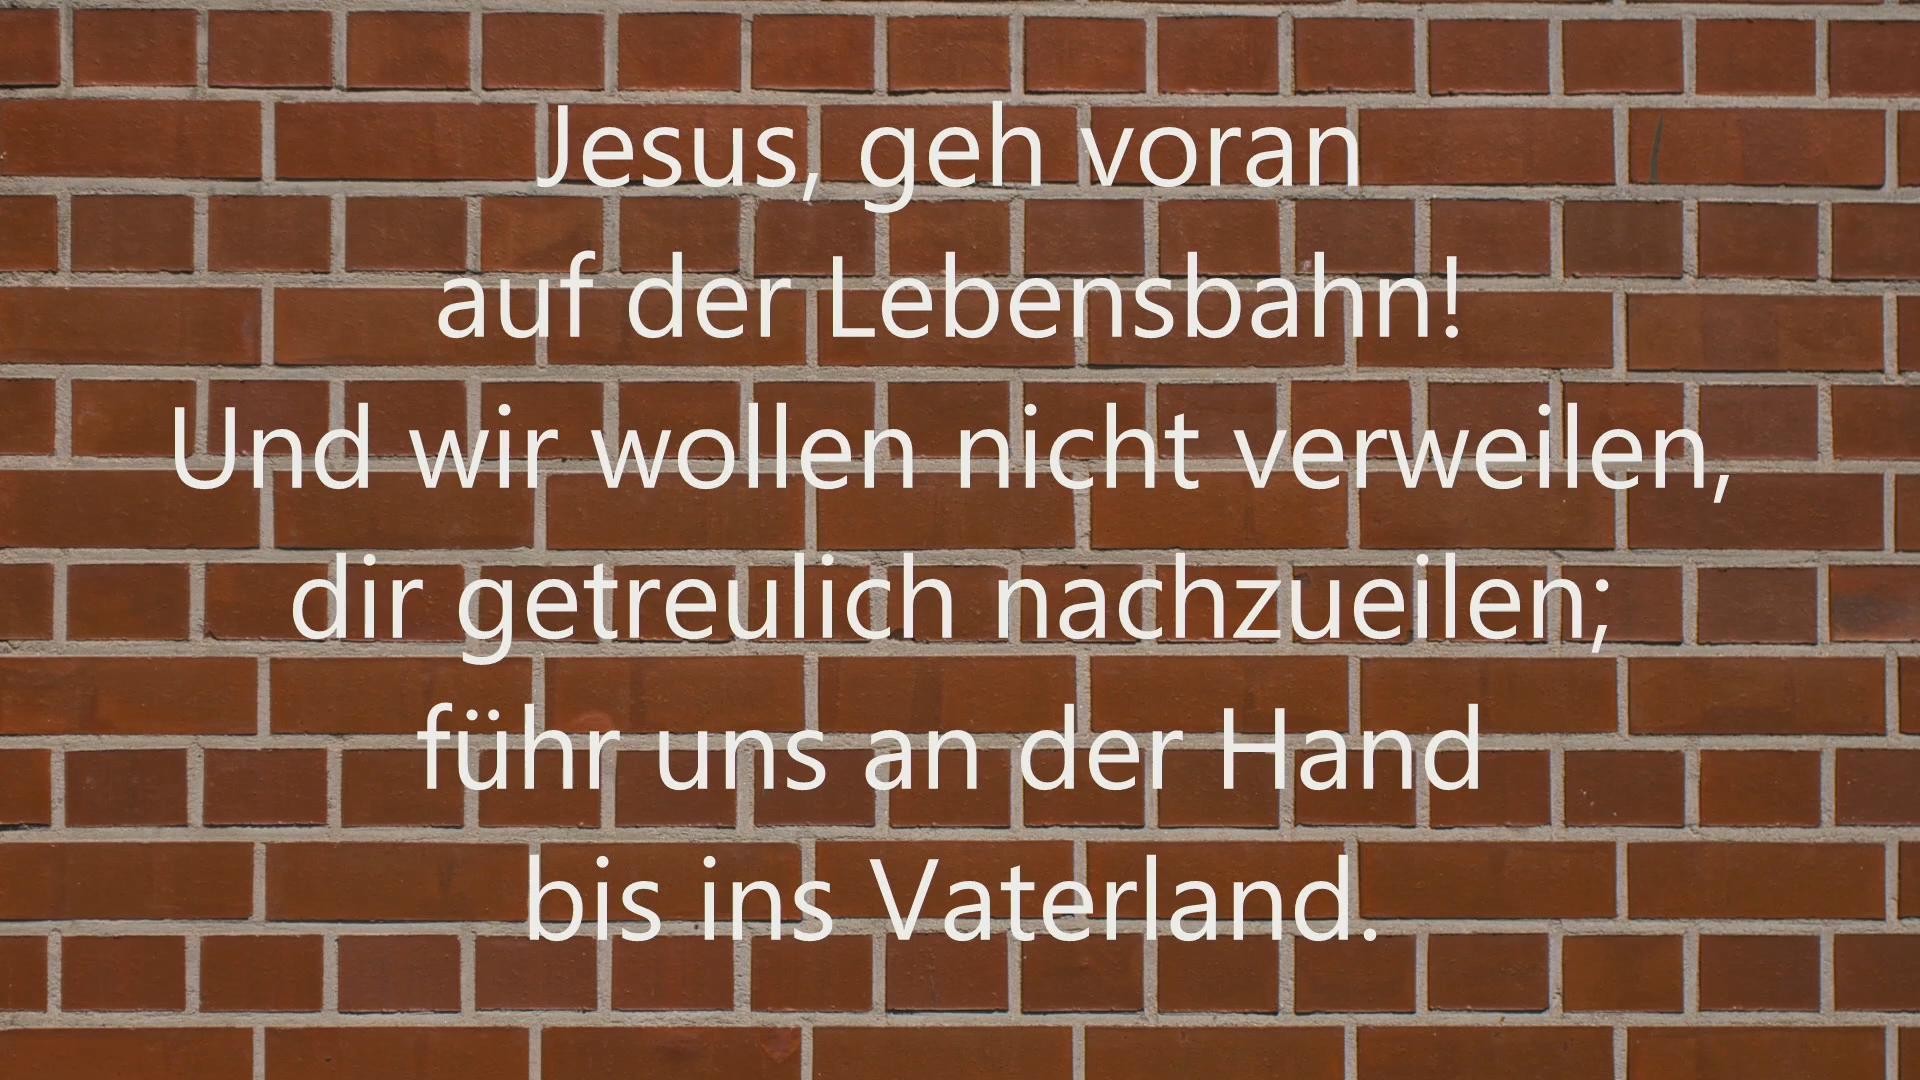 Jesus, geh voran
auf der Lebensbahn!
Und wir wollen nicht verweilen,
dir getreulich nachzueilen;
führ uns an der Hand
bis ins Vaterland.